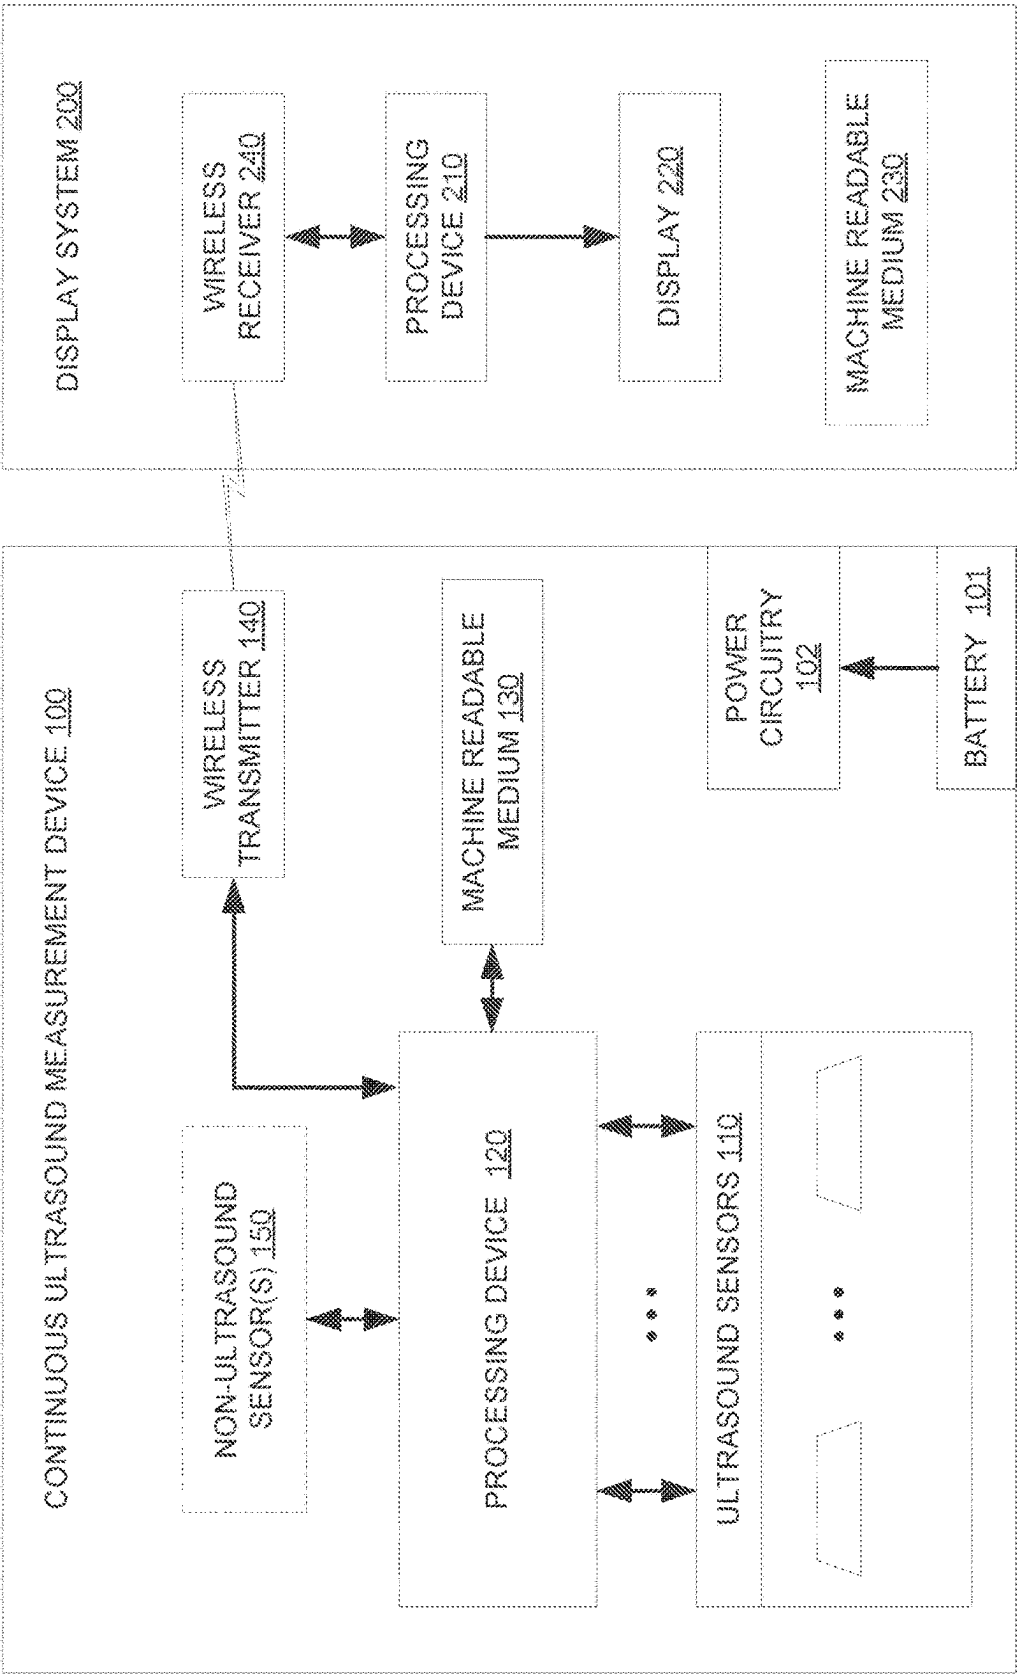 CONTINUOUS ULTRASOUND MEASUREMENT DEVICE 100
NON-ULTRASOUND
SENSOR(S) 150
WIRELESS
TRANSMITTER 140
PROCESSING DEVICE 120
MACHINE READABLE
MEDIUM 130
ULTRASOUND SENSORS 110
POWER
CIRCUITRY
102
BATTERY 101
DISPLAY SYSTEM 200
WIRELESS
RECEIVER 240
PROCESSING
DEVICE 210
DISPLAY 220
MACHINE READABLE
MEDIUM 230